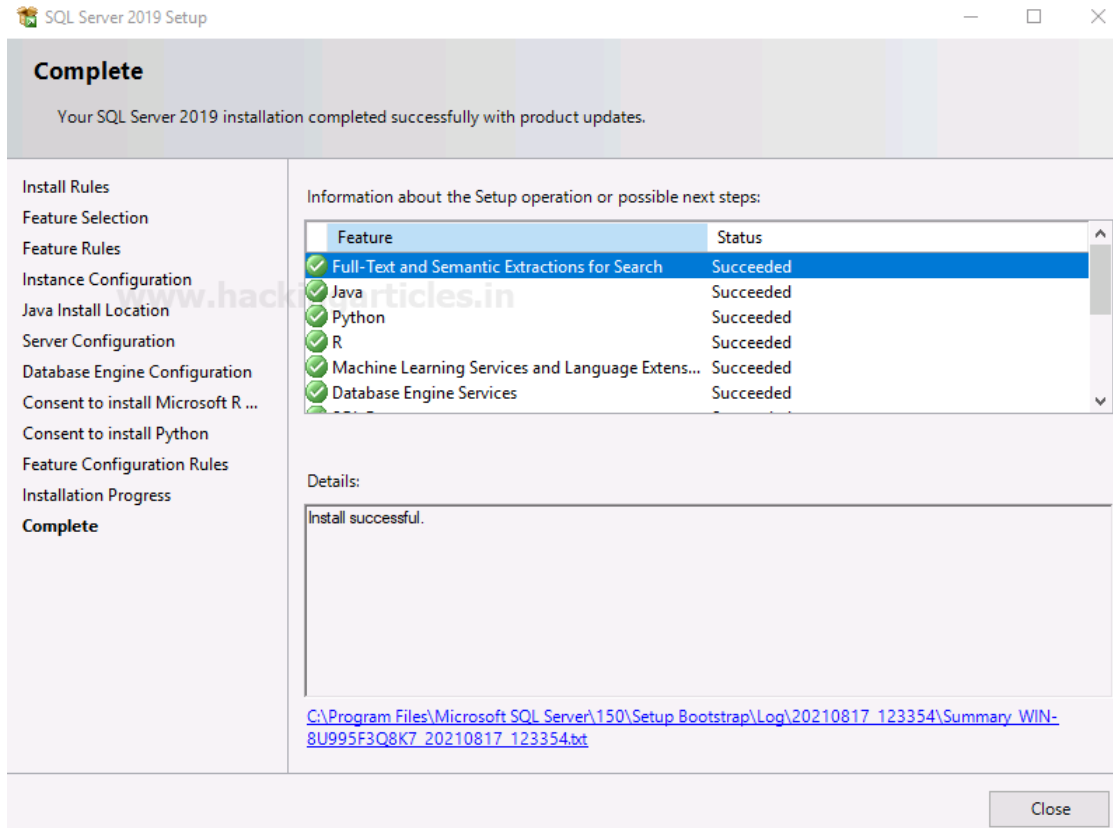 SQL Server 2019 Setup
Complete
Your SQL Server 2019 installation completed successfully with product updates.
Install Rules
Feature Selection
Feature Rules
Instance Configuration
Java Install Location
Server Configuration
Database Engine Configuration
Consent to install Microsoft R ...
Consent to install Python
Feature Configuration Rules
Installation Progress
Complete
Information about the Setup operation or possible next steps:
Feature Status
Full-Text and Semantic Extractions for Search Succeeded
Java Succeeded
Python Succeeded
R Succeeded
Machine Learning Services and Language Extens... Succeeded
Database Engine Services Succeeded
www.hackingarticles.in
Details:
Install successful.
C:\Program Files\Microsoft SQL Server\150\Setup Bootstrap\Log\20210817_123354\Summary_WIN-
8U995F3Q8K7_20210817_123354.txt
Close